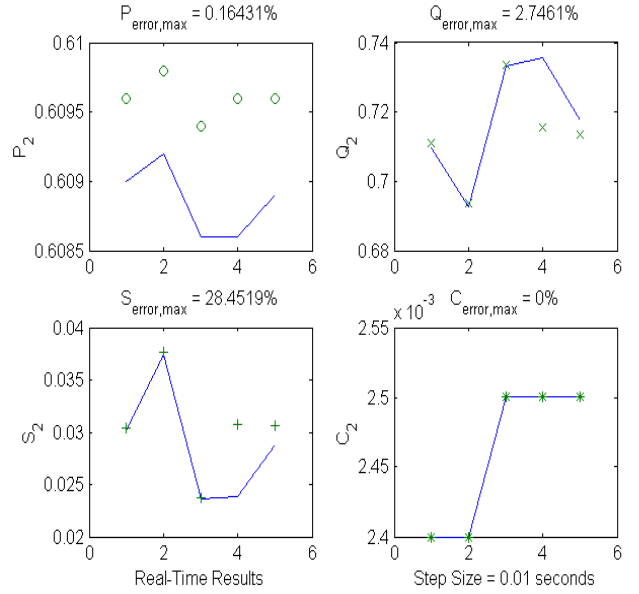 P_error,max = 0.16431%
Q_error,max = 2.7461%
0.61
0.6095
0.609
0.6085
P_2
0 2 4 6
0.74
0.72
0.7
0.68
Q_2
0 2 4 6
S_error,max = 28.4519%
x 10^-3 C_error,max = 0%
0.04
0.035
0.03
0.025
0.02
S_2
0 2 4 6
Real-Time Results
2.55
2.5
2.45
2.4
C_2
0 2 4 6
Step Size = 0.01 seconds